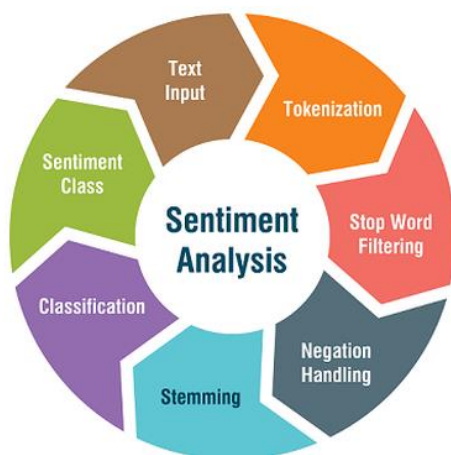 Text
Input
Tokenization
Stop Word
Filtering
Negation
Handling
Stemming
Classification
Sentiment
Class
Sentiment
Analysis